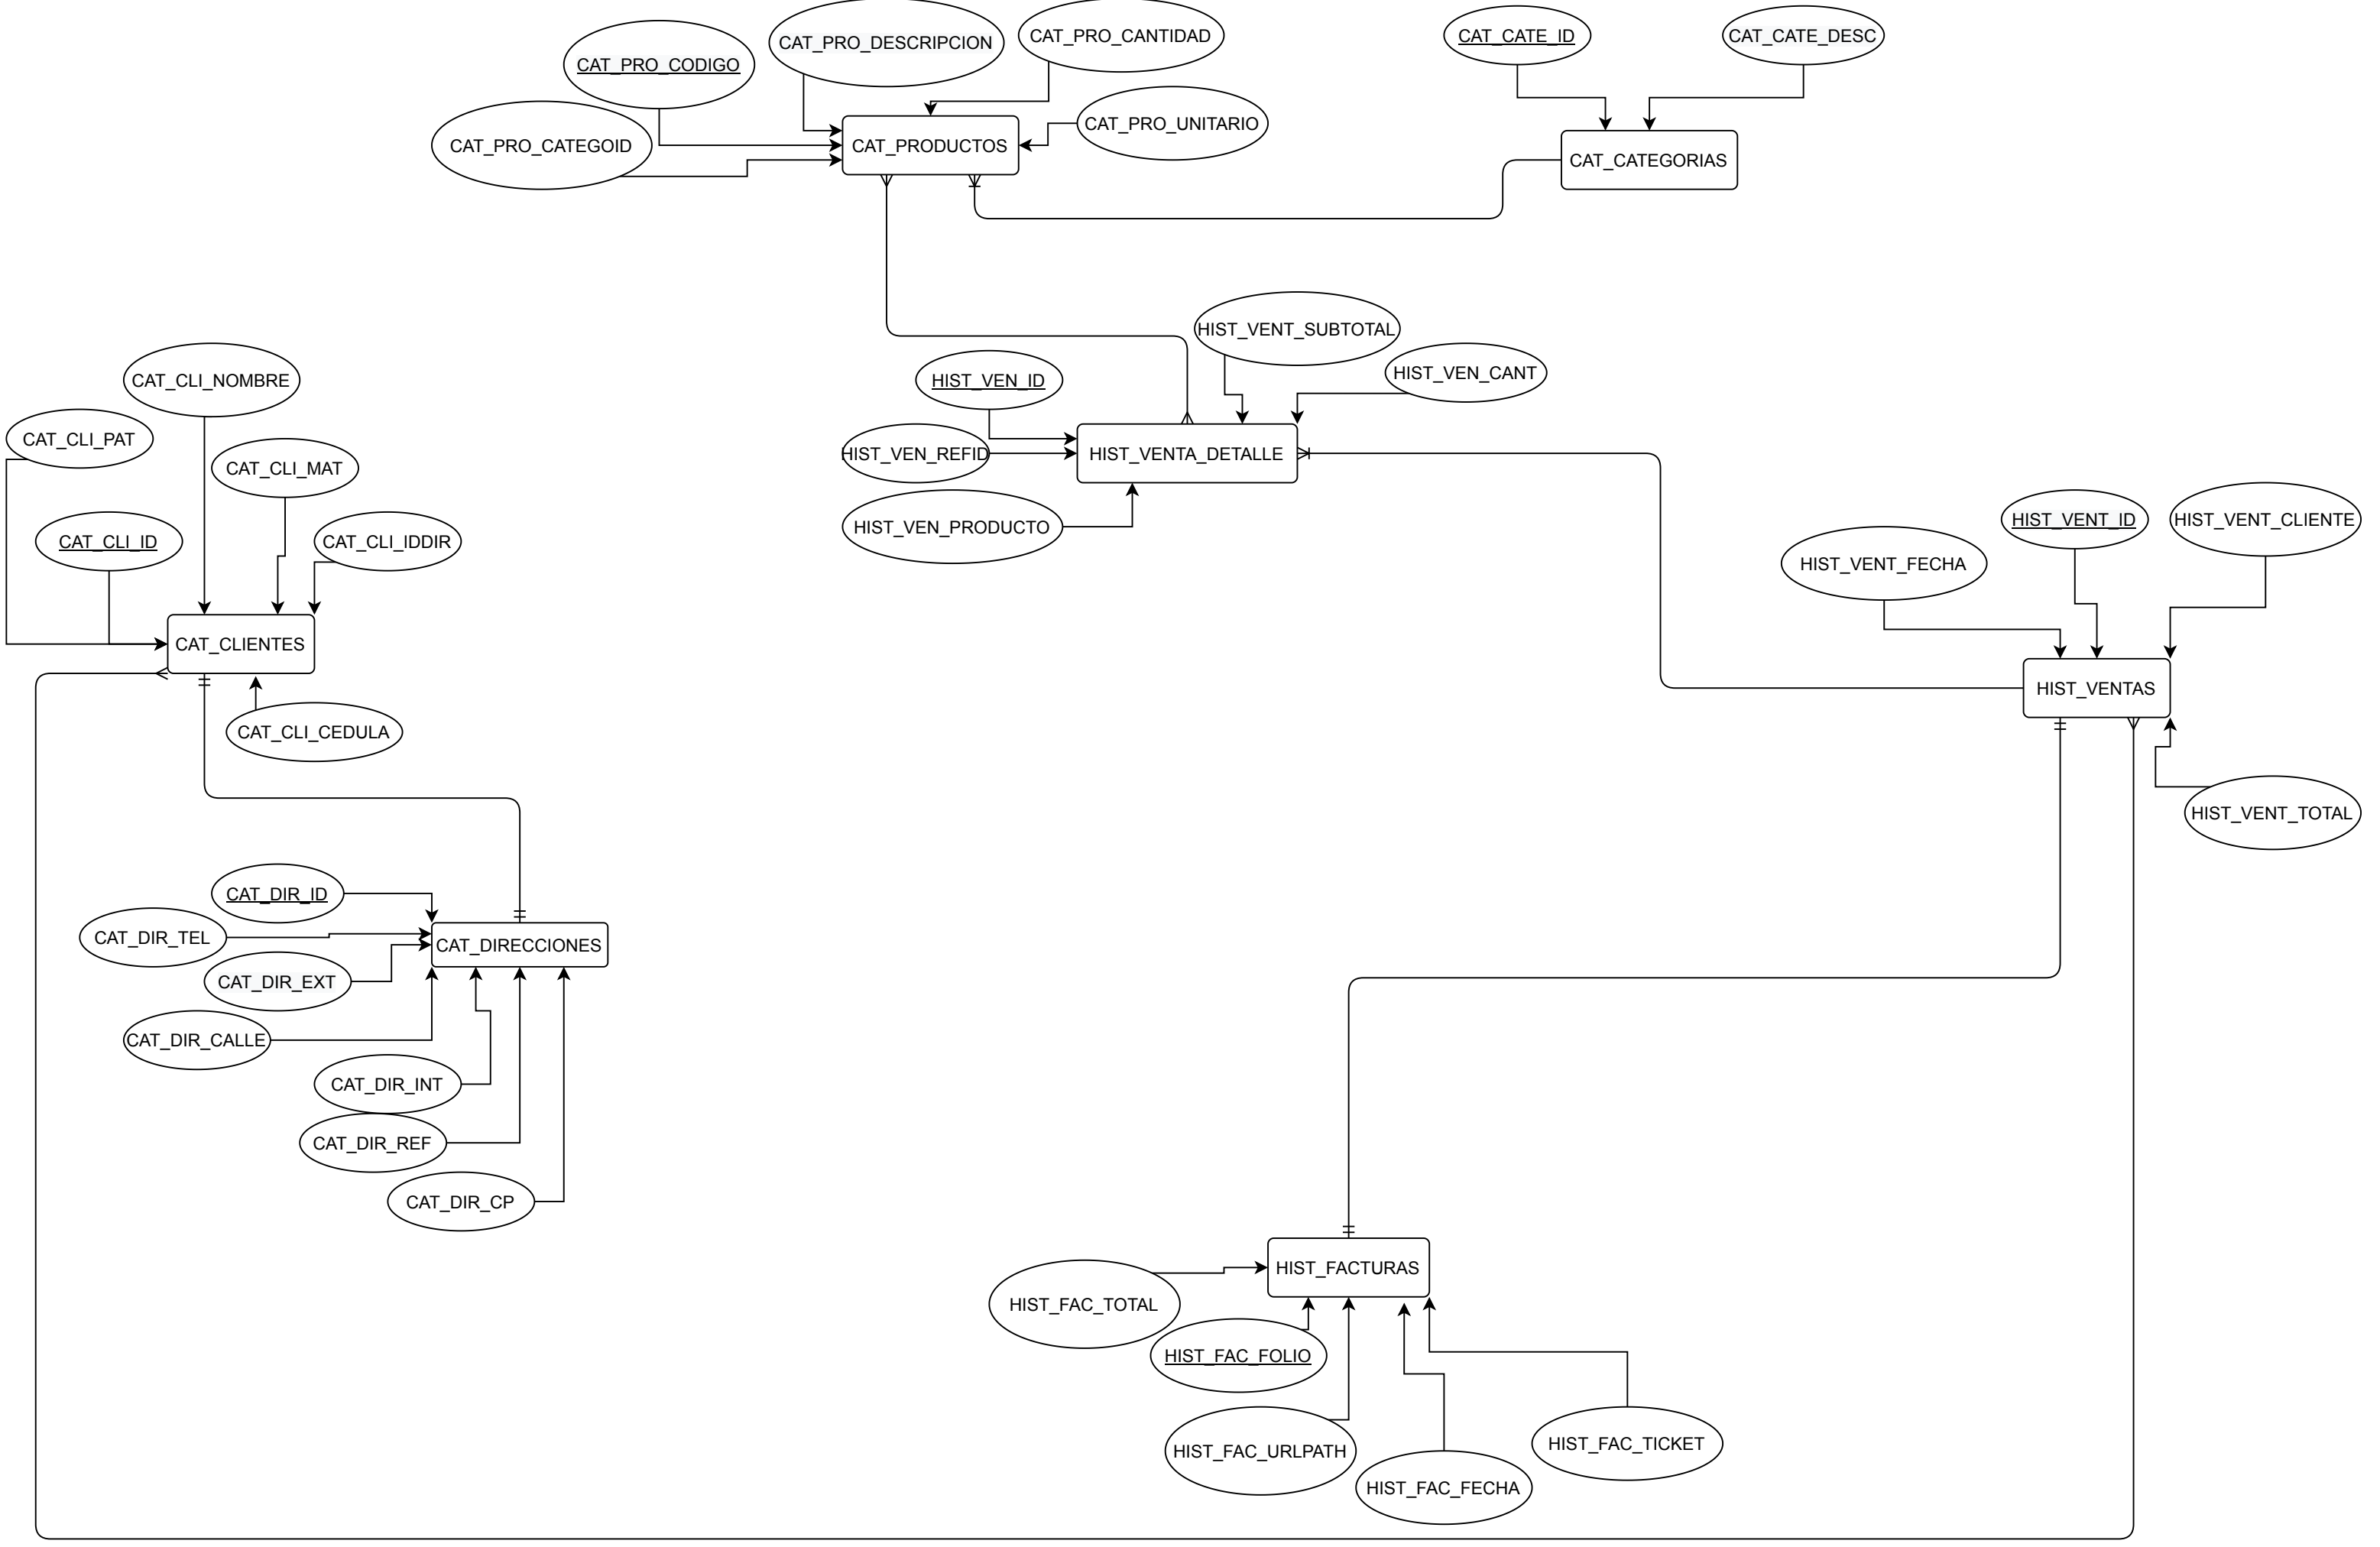 CAT_PRO_DESCRIPCION
CAT_PRO_CANTIDAD
CAT_CATE_ID
CAT_CATE_DESC
CAT_PRO_CODIGO
CAT_PRO_UNITARIO
CAT_PRO_CATEGOID
CAT_PRODUCTOS
CAT_CATEGORIAS
HIST_VENT_SUBTOTAL
HIST_VEN_ID
HIST_VEN_CANT
HIST_VEN_REFID
HIST_VENTA_DETALLE
HIST_VEN_PRODUCTO
CAT_CLI_NOMBRE
CAT_CLI_PAT
CAT_CLI_MAT
CAT_CLI_ID
CAT_CLI_IDDIR
CAT_CLIENTES
CAT_CLI_CEDULA
HIST_VENT_ID
HIST_VENT_CLIENTE
HIST_VENT_FECHA
HIST_VENTAS
HIST_VENT_TOTAL
CAT_DIR_ID
CAT_DIR_TEL
CAT_DIRECCIONES
CAT_DIR_EXT
CAT_DIR_CALLE
CAT_DIR_INT
CAT_DIR_REF
CAT_DIR_CP
HIST_FACTURAS
HIST_FAC_TOTAL
HIST_FAC_FOLIO
HIST_FAC_URLPATH
HIST_FAC_TICKET
HIST_FAC_FECHA